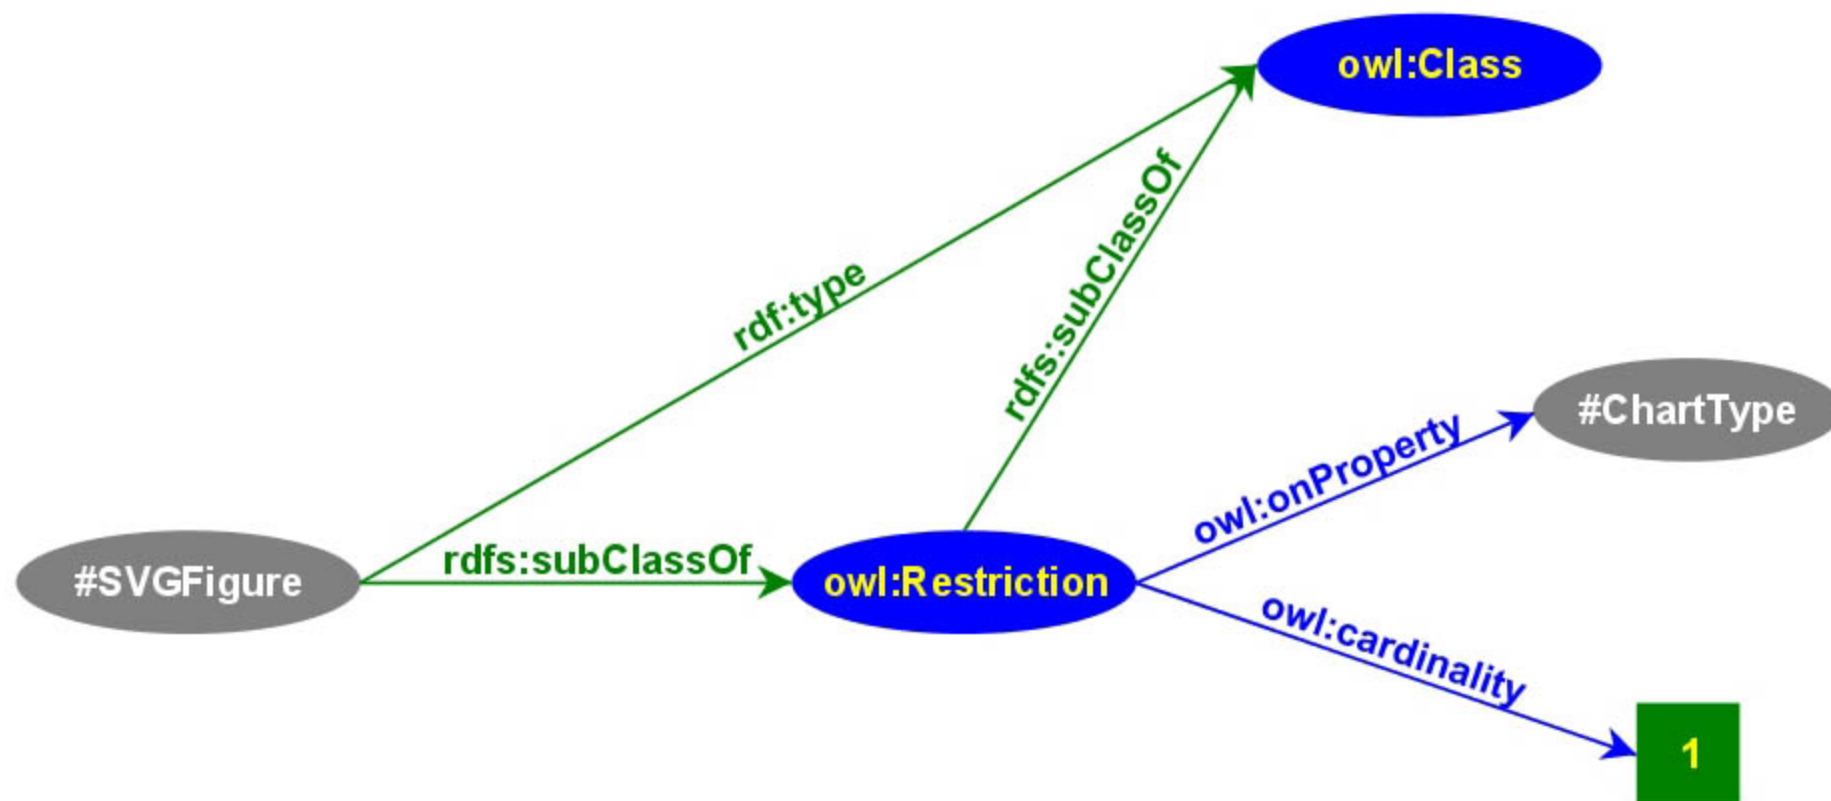 owl:Class
rdfs:subClassOf
rdf:type
#ChartType
owl:onProperty
rdfs:subClassOf
#SVGFigure
owl:Restriction
owl:cardinality
1